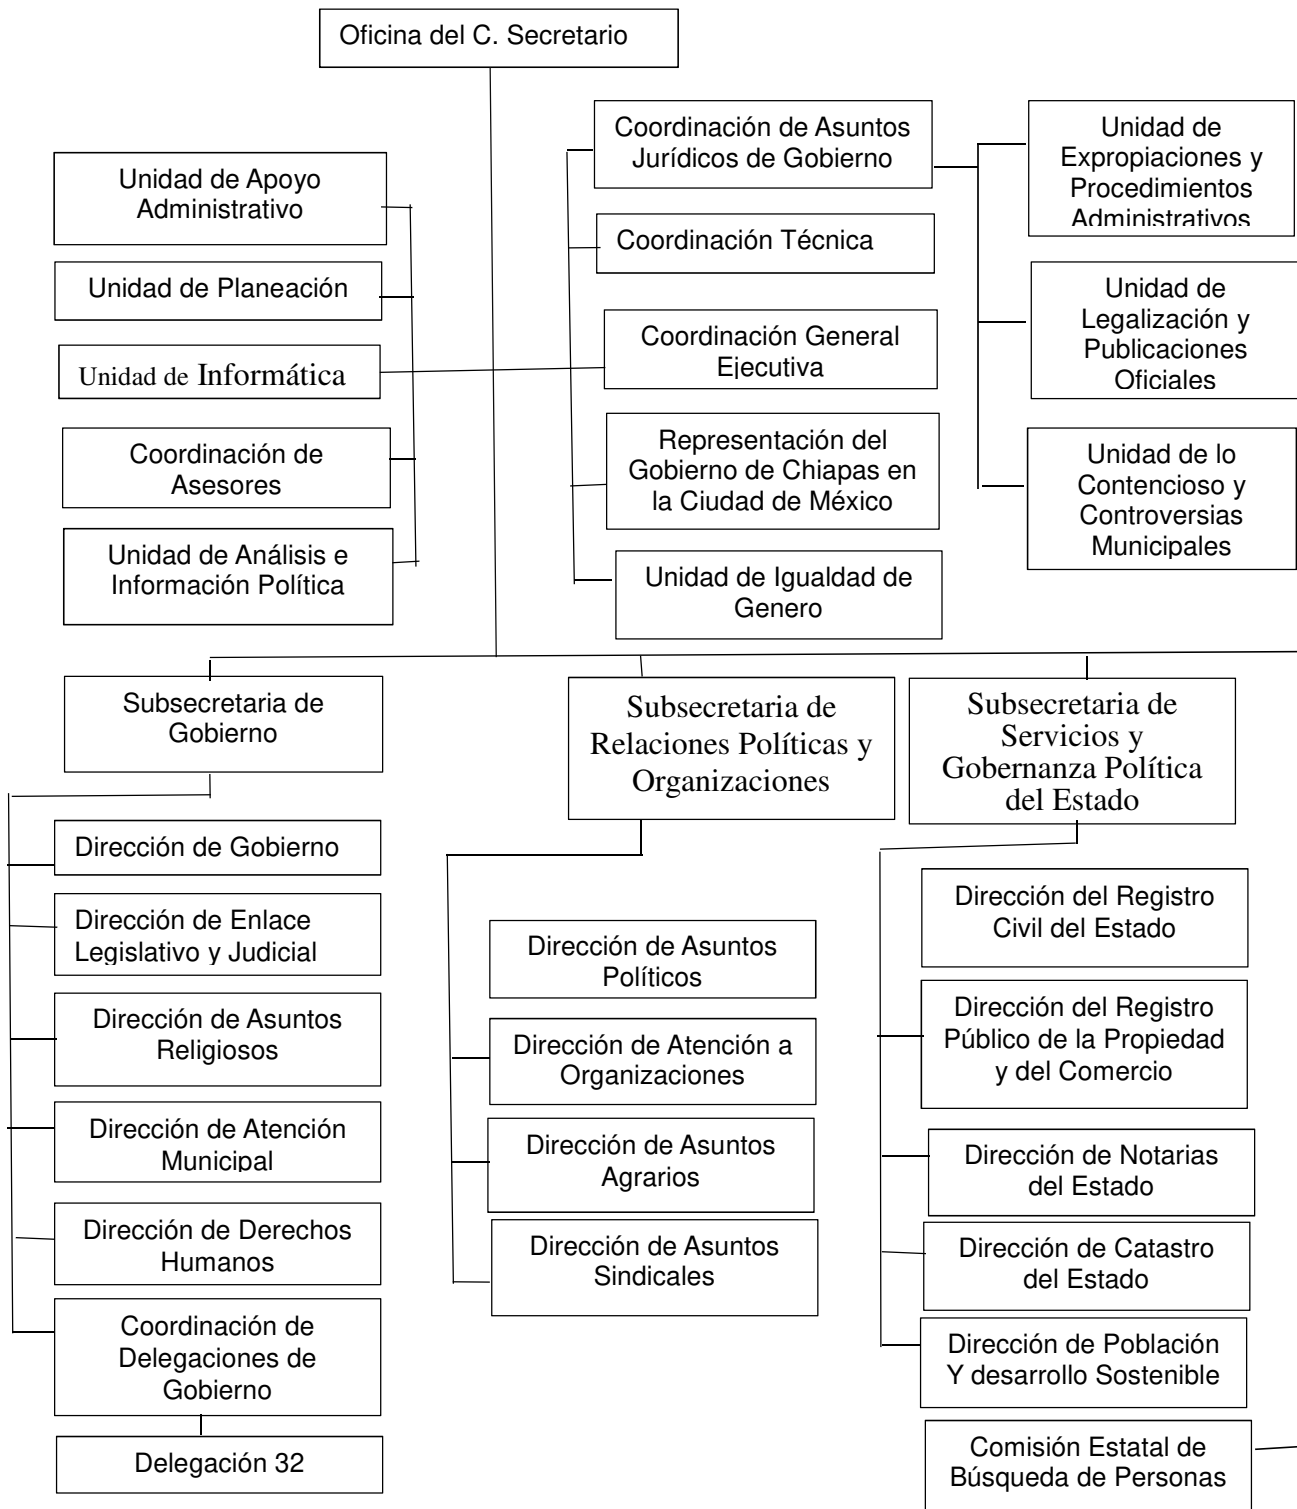 Oficina del C. Secretario
Unidad de Apoyo
Administrativo
Unidad de Planeación
Unidad de Informática
Coordinación de
Asesores
Unidad de Análisis e
Información Política
Coordinación de Asuntos
Jurídicos de Gobierno
Coordinación Técnica
Coordinación General
Ejecutiva
Representación del
Gobierno de Chiapas en
la Ciudad de México
Unidad de Igualdad de
Genero
Unidad de
Expropiaciones y
Procedimientos
Administrativos
Unidad de
Legalización y
Publicaciones
Oficiales
Unidad de lo
Contencioso y
Controversias
Municipales
Subsecretaria de
Gobierno
Dirección de Gobierno
Dirección de Enlace
Legislativo y Judicial
Dirección de Asuntos
Religiosos
Dirección de Atención
Municipal
Dirección de Derechos
Humanos
Coordinación de
Delegaciones de
Gobierno
Delegación 32
Subsecretaria de
Relaciones Políticas y
Organizaciones
Dirección de Asuntos
Políticos
Dirección de Atención a
Organizaciones
Dirección de Asuntos
Agrarios
Dirección de Asuntos
Sindicales
Subsecretaria de
Servicios y
Gobernanza Política
del Estado
Dirección del Registro
Civil del Estado
Dirección del Registro
Público de la Propiedad
y del Comercio
Dirección de Notarias
del Estado
Dirección de Catastro
del Estado
Dirección de Población
Y desarrollo Sostenible
Comisión Estatal de
Búsqueda de Personas